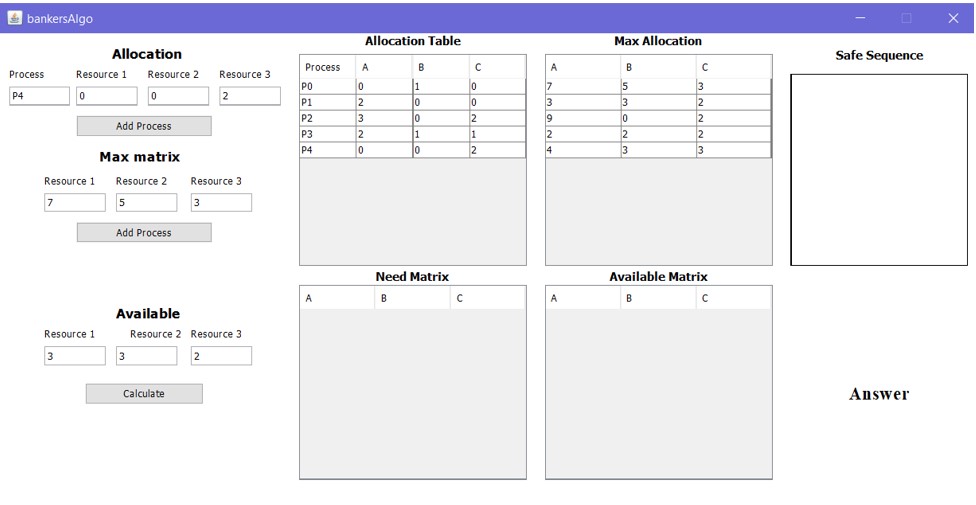 bankersAlgo
Allocation
Process Resource 1 Resource 2 Resource 3
P4 0 0 2
Add Process
Max matrix
Resource 1 Resource 2 Resource 3
7 5 3
Add Process
Available
Resource 1 Resource 2 Resource 3
3 3 2
Calculate
Allocation Table
Process A B C
P0 0 1 0
P1 2 0 0
P2 3 0 2
P3 2 1 1
P4 0 0 2
Max Allocation
A B C
7 5 3
3 3 2
9 0 2
2 2 2
4 3 3
Need Matrix
A B C
Available Matrix
A B C
Safe Sequence
Answer